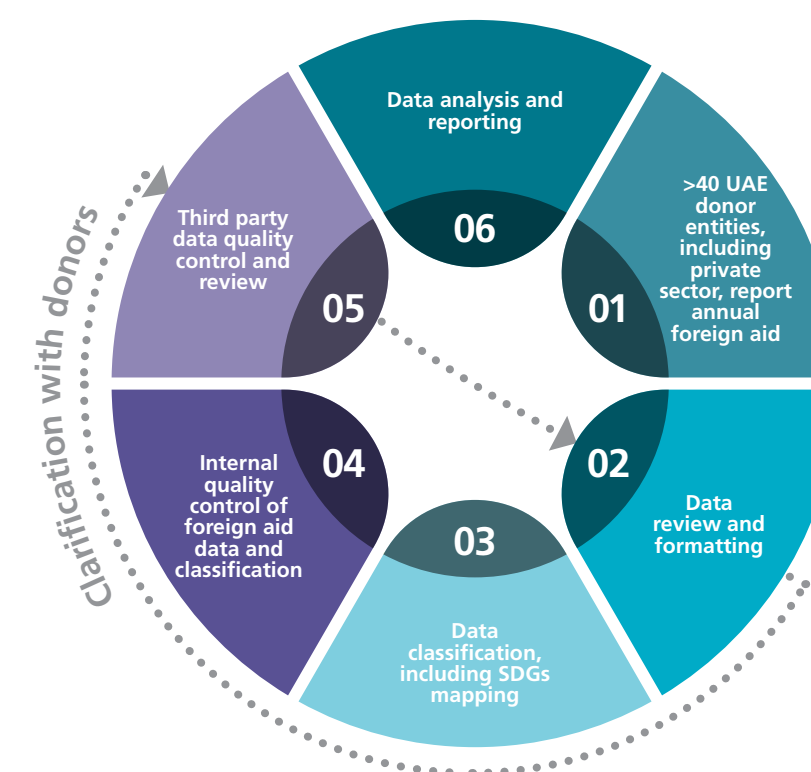 Data analysis and
reporting
06
>40 UAE
donor
entities,
including
private
sector, report
annual
foreign aid
01
02
Data
review and
formatting
03
Data
classification,
including SDGs
mapping
04
Internal
quality
control of
foreign aid
data and
classification
05
Third party
data quality
control and
review
Clarification with donors